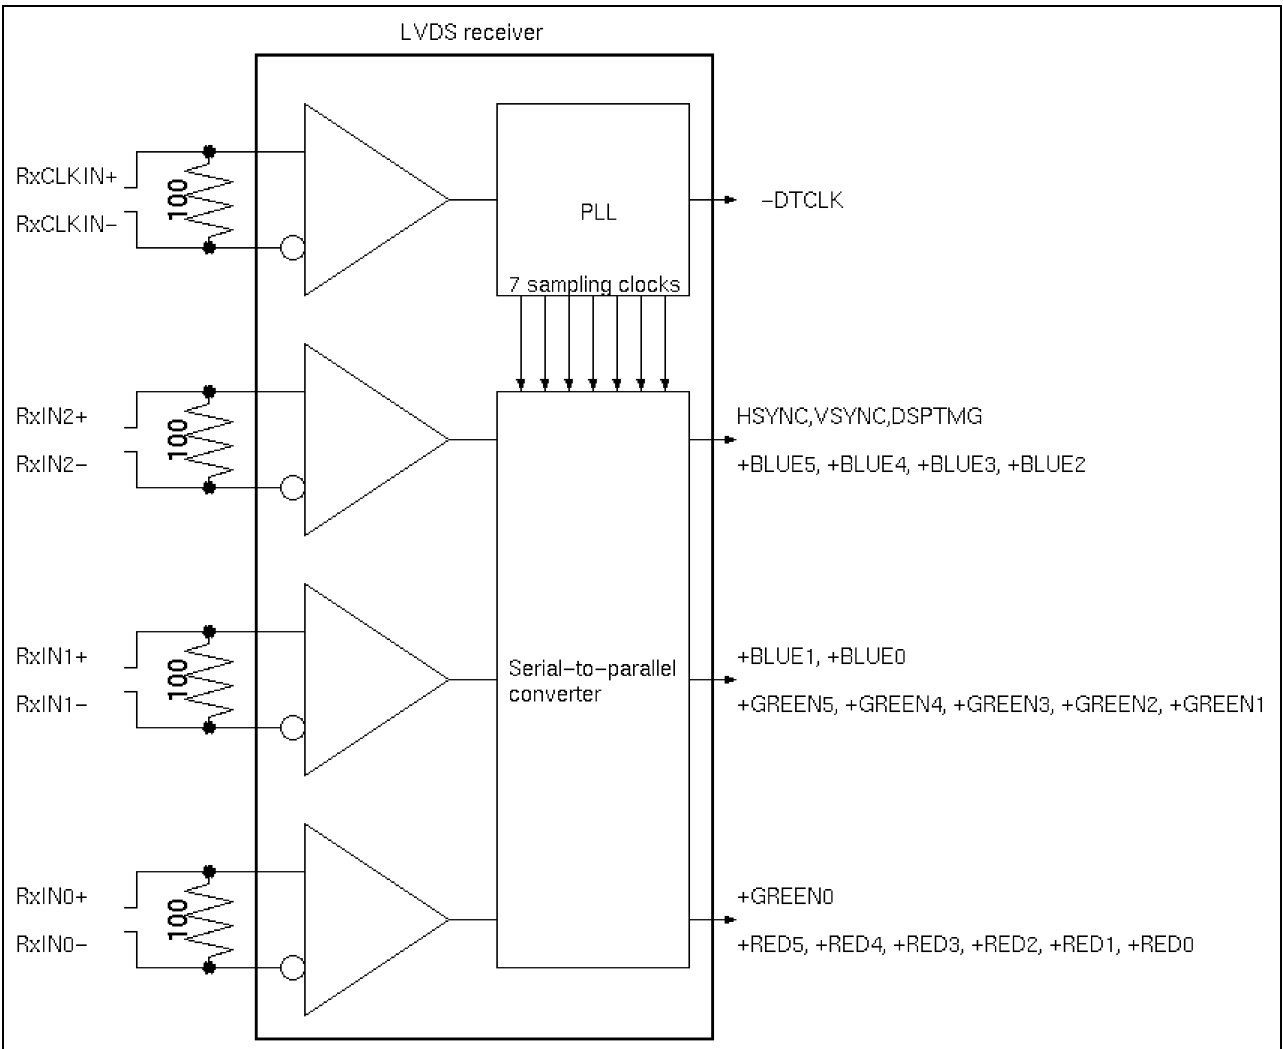 LVDS receiver
RxCLKIN+
RxCLKIN−
100
PLL
7 sampling clocks
−DTCLK
RxIN2+
RxIN2−
100
HSYNC,VSYNC,DSPTMG
+BLUE5, +BLUE4, +BLUE3, +BLUE2
RxIN1+
RxIN1−
100
Serial−to−parallel
converter
+BLUE1, +BLUE0
+GREEN5, +GREEN4, +GREEN3, +GREEN2, +GREEN1
RxIN0+
RxIN0−
100
+GREEN0
+RED5, +RED4, +RED3, +RED2, +RED1, +RED0